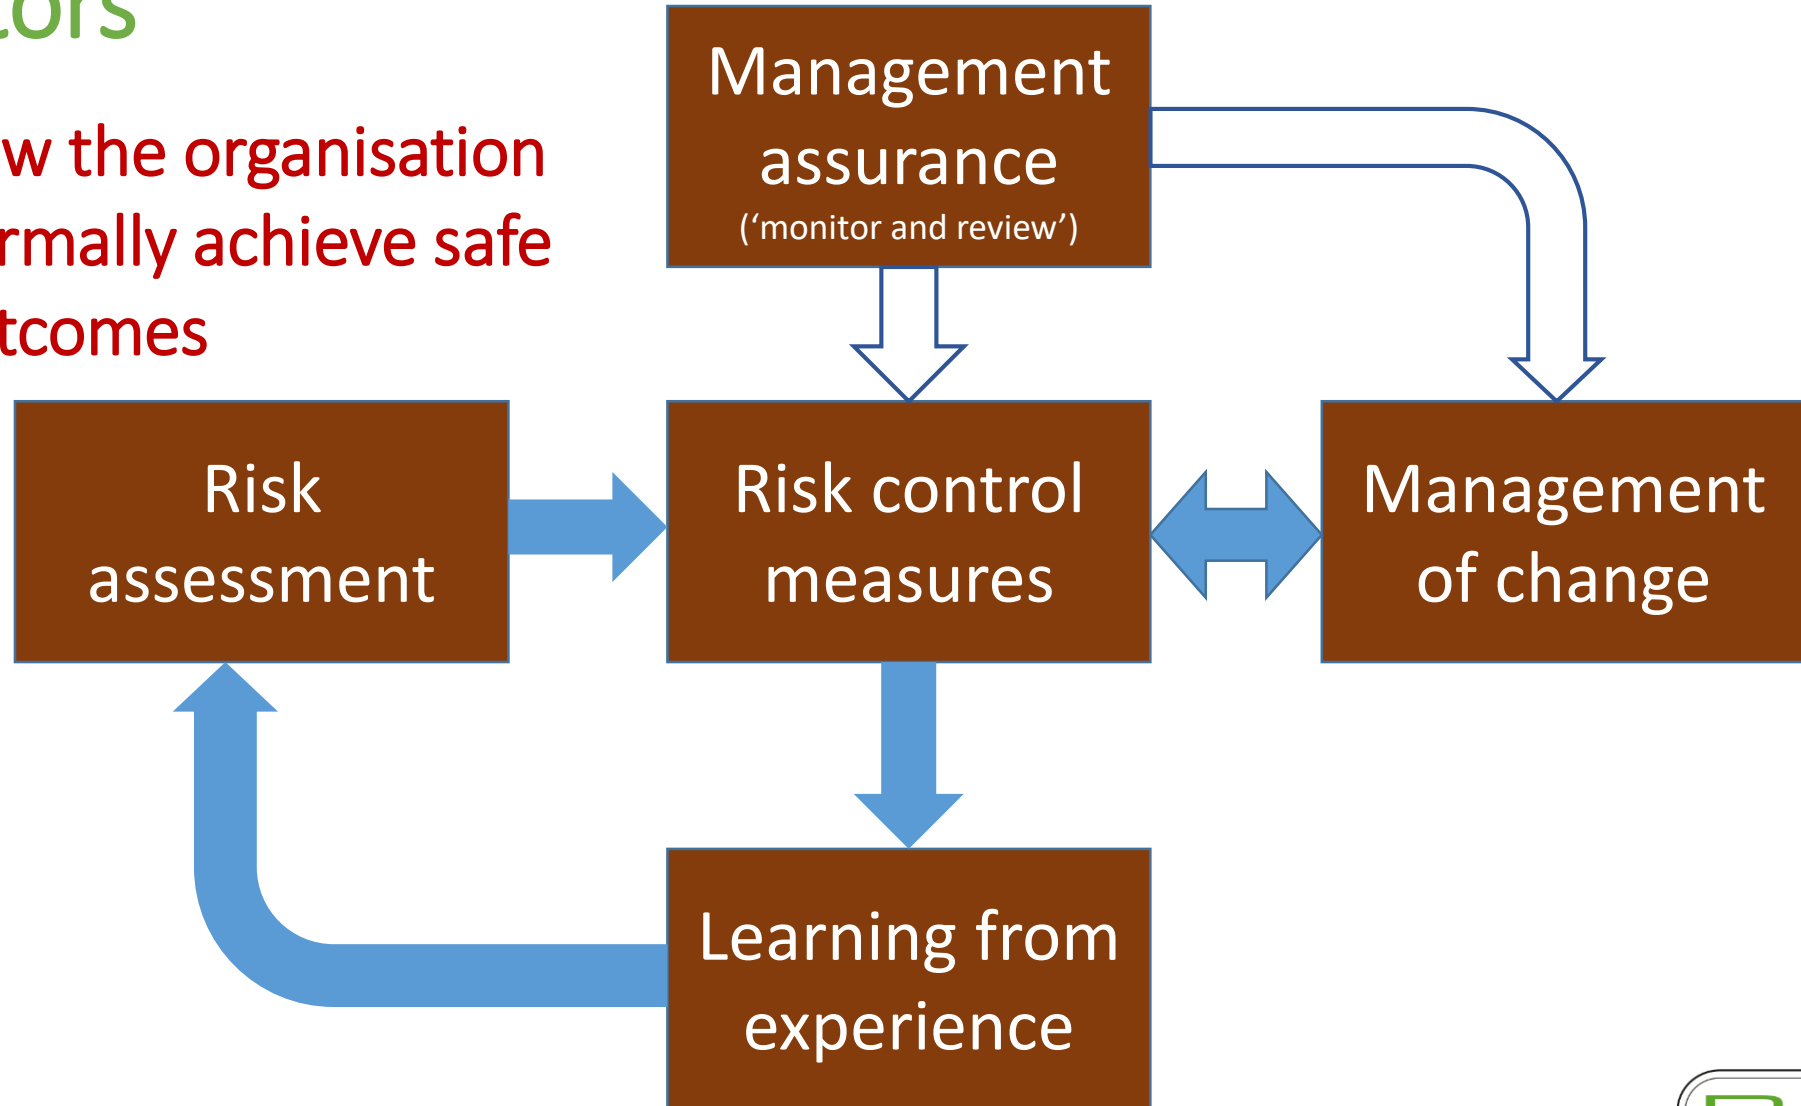 tors
w the organisation
rmally achieve safe
tcomes
Management
assurance
(‘monitor and review’)
Risk
assessment
Risk control
measures
Management
of change
Learning from
experience